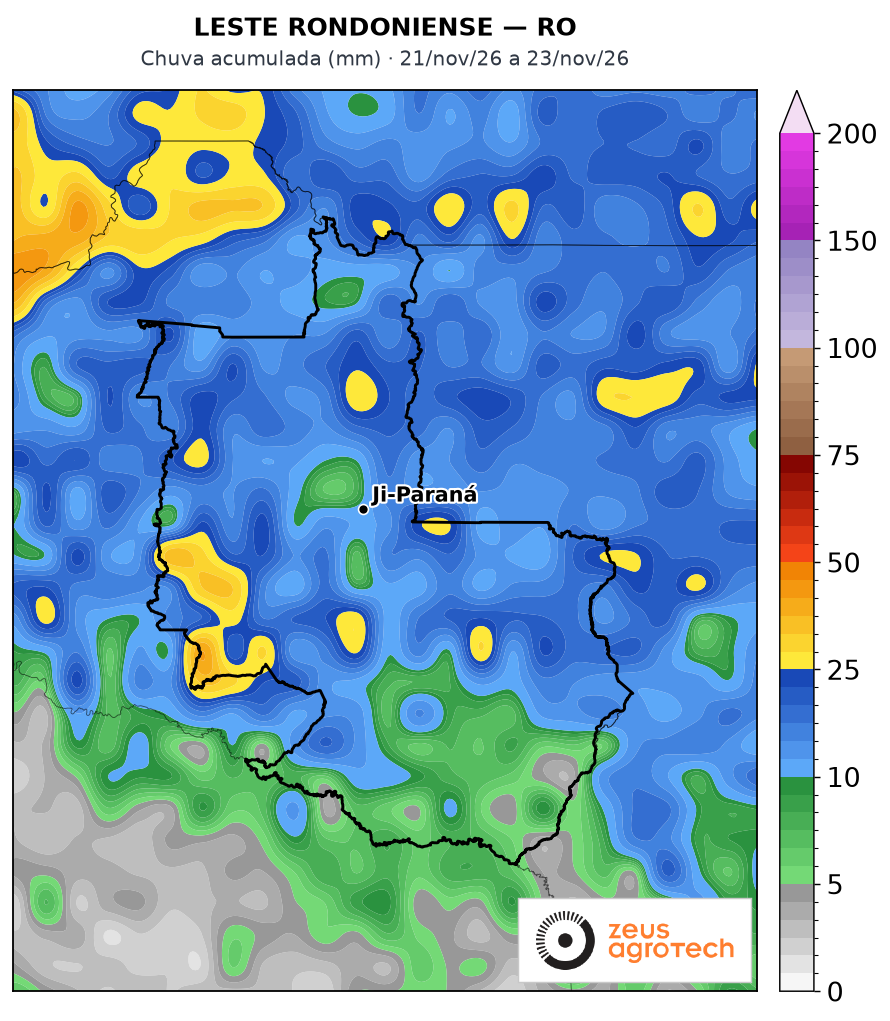 LESTE RONDONIENSE — RO
Chuva acumulada (mm) · 21/nov/26 a 23/nov/26
200
150
100
75
50
25
10
5
0
Ji-Paraná
zeus
agrotech